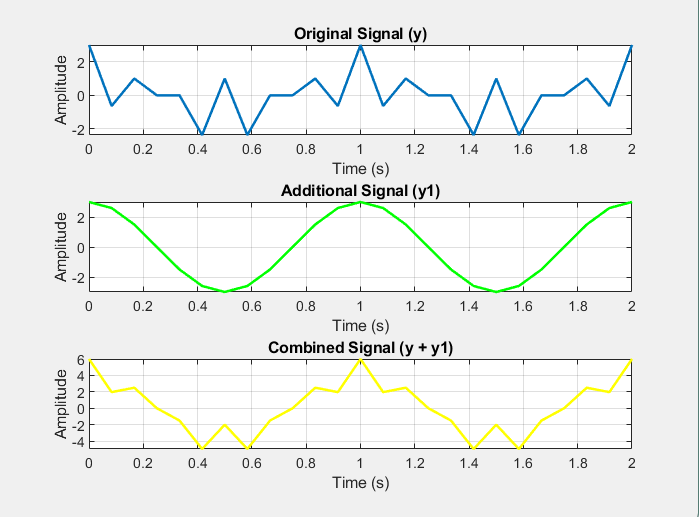 Original Signal (y)
Amplitude
2
0
-2
0 0.2 0.4 0.6 0.8 1 1.2 1.4 1.6 1.8 2
Time (s)
Additional Signal (y1)
Amplitude
2
0
-2
0 0.2 0.4 0.6 0.8 1 1.2 1.4 1.6 1.8 2
Time (s)
Combined Signal (y + y1)
Amplitude
6
4
2
0
-2
-4
0 0.2 0.4 0.6 0.8 1 1.2 1.4 1.6 1.8 2
Time (s)